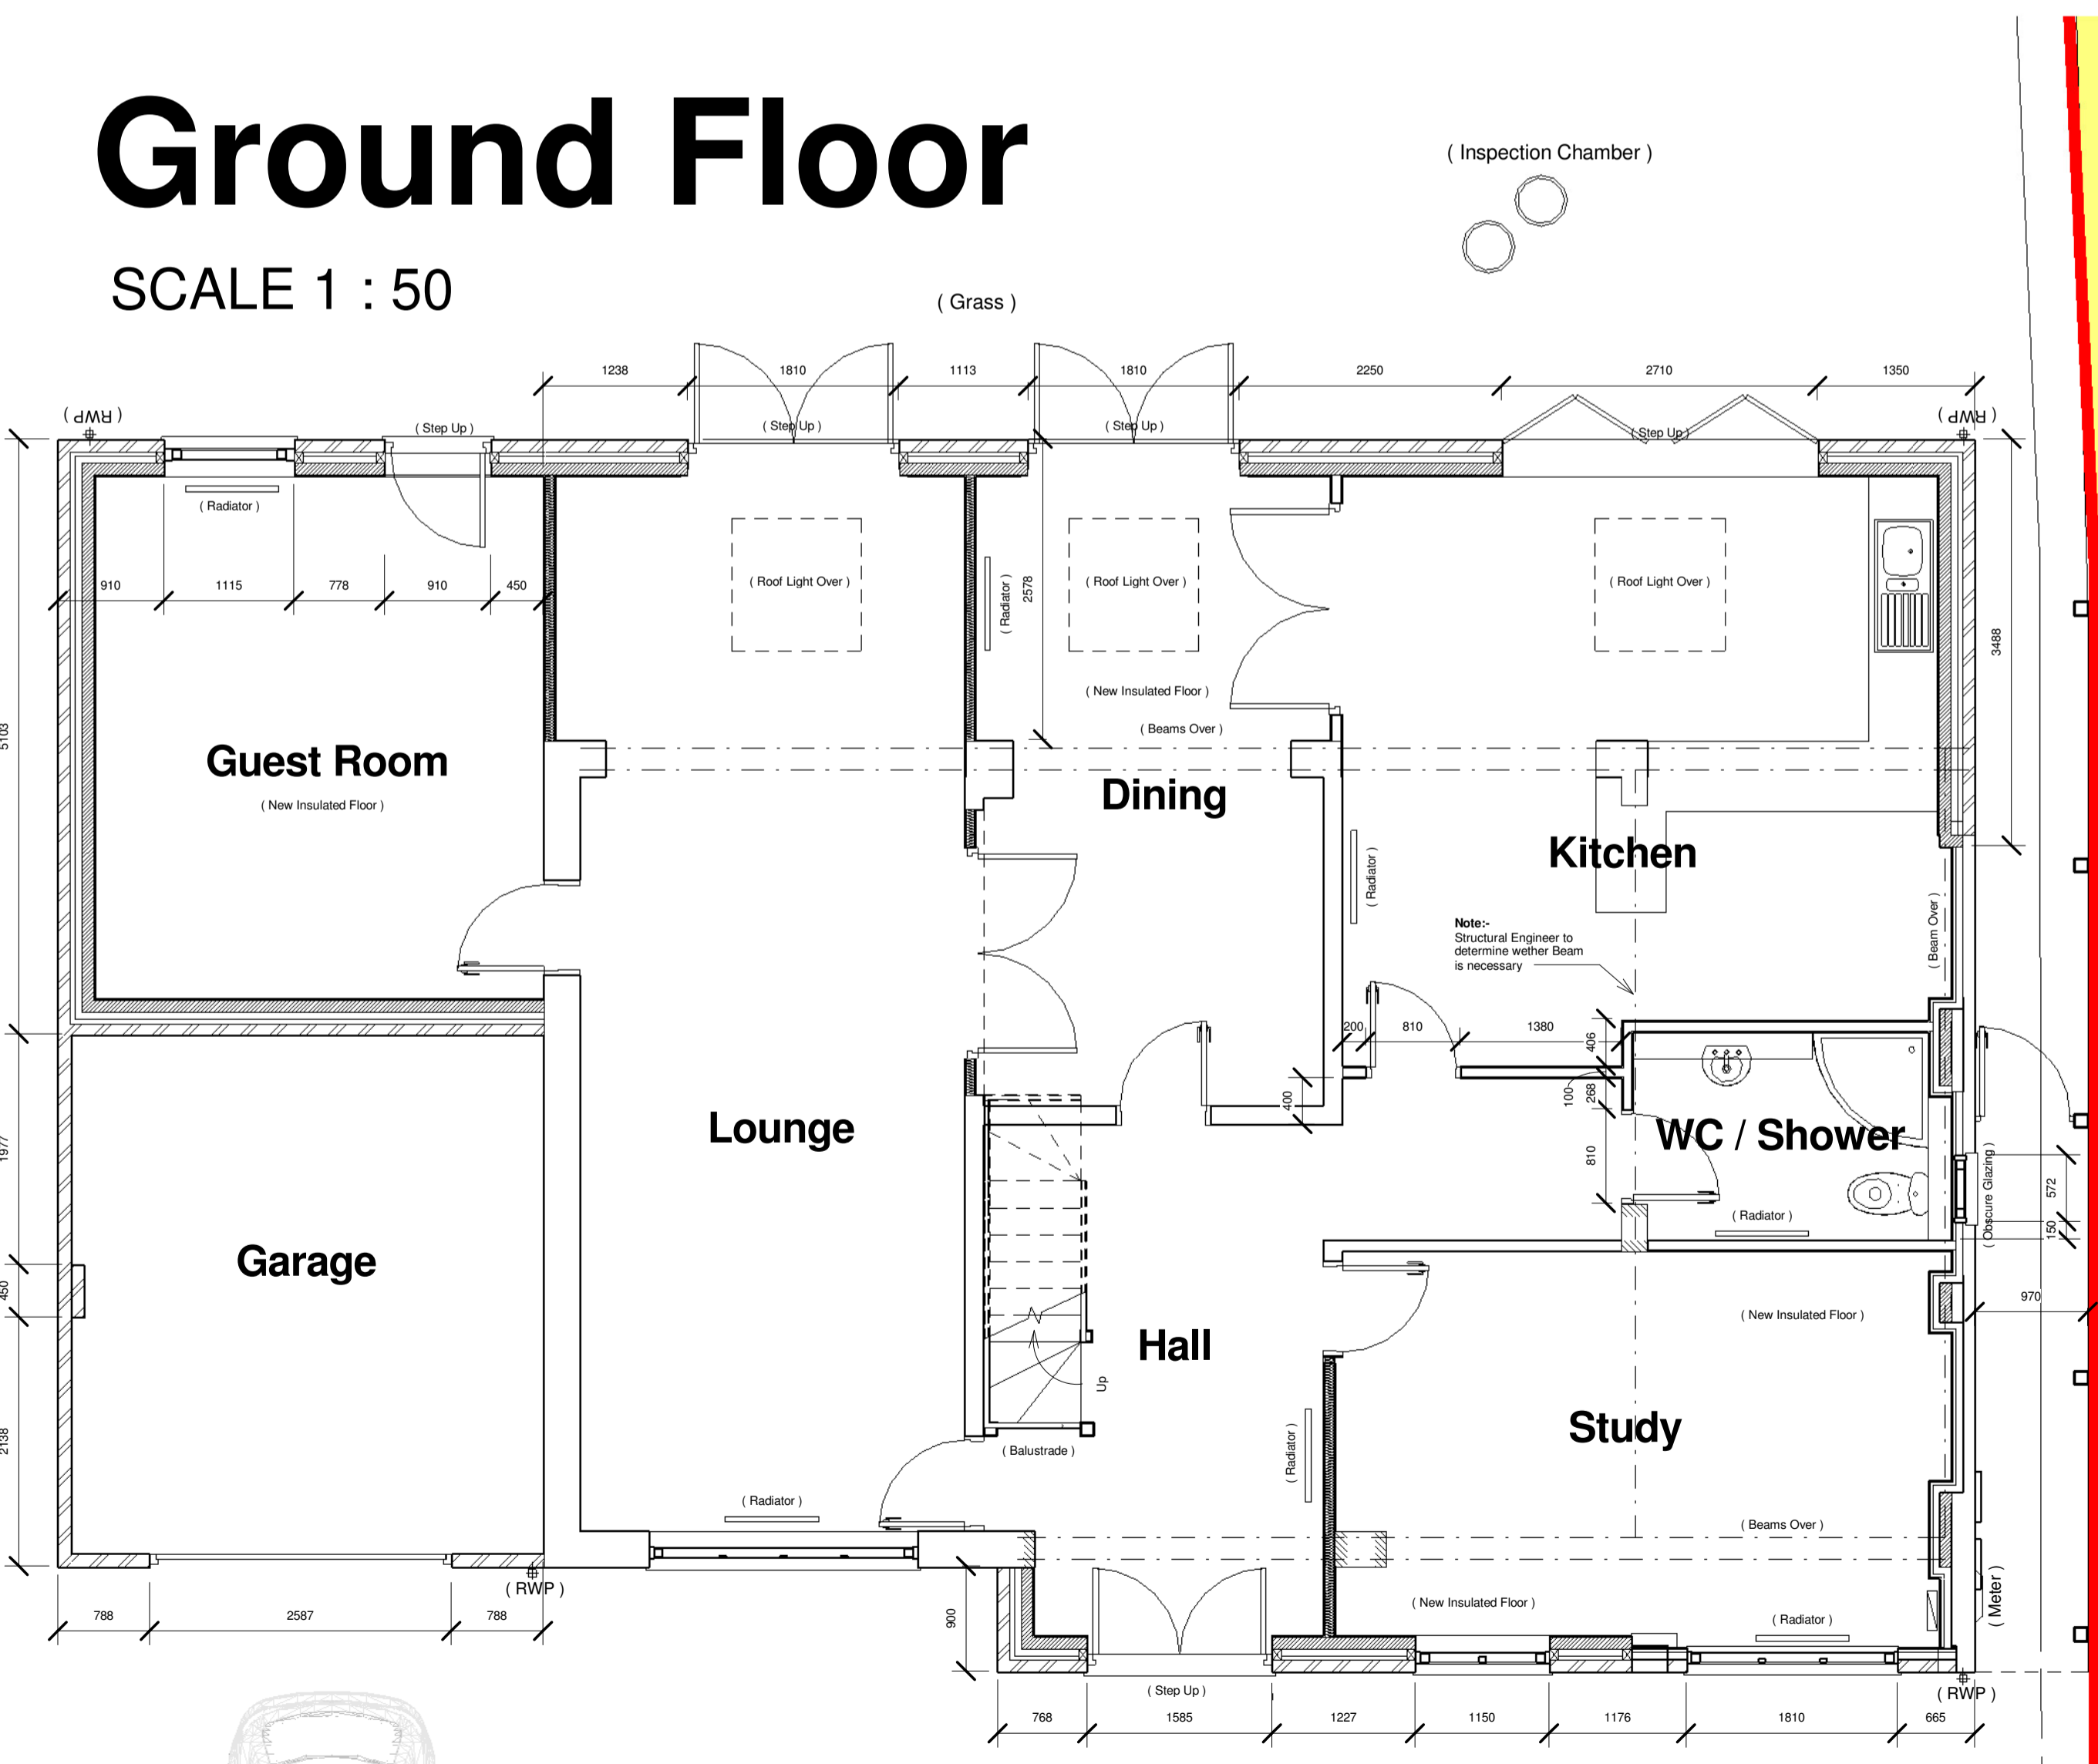 Ground Floor
SCALE 1 : 50
( Inspection Chamber )
( Grass )
1238
1810
1113
1810
2250
2710
1350
( RWP )
( Step Up )
( Step Up )
( Step Up )
( Step Up )
( RWP )
( Radiator )
910
1115
778
910
450
( Roof Light Over )
( Radiator )
2578
( Roof Light Over )
( Roof Light Over )
3488
( New Insulated Floor )
( Beams Over )
5103
Guest Room
( New Insulated Floor )
Dining
Kitchen
( Radiator )
( Beam Over )
Note:-
Structural Engineer to
determine wether Beam
is necessary
200
810
1380
406
100
268
400
810
Lounge
WC / Shower
( Obscure Glazing )
572
150
( Radiator )
1977
Garage
450
970
( New Insulated Floor )
Hall
Up
Study
2138
( Balustrade )
( Radiator )
( Radiator )
( Beams Over )
( RWP )
( Meter )
788
2587
788
900
( New Insulated Floor )
( Radiator )
( Step Up )
( RWP )
768
1585
1227
1150
1176
1810
665